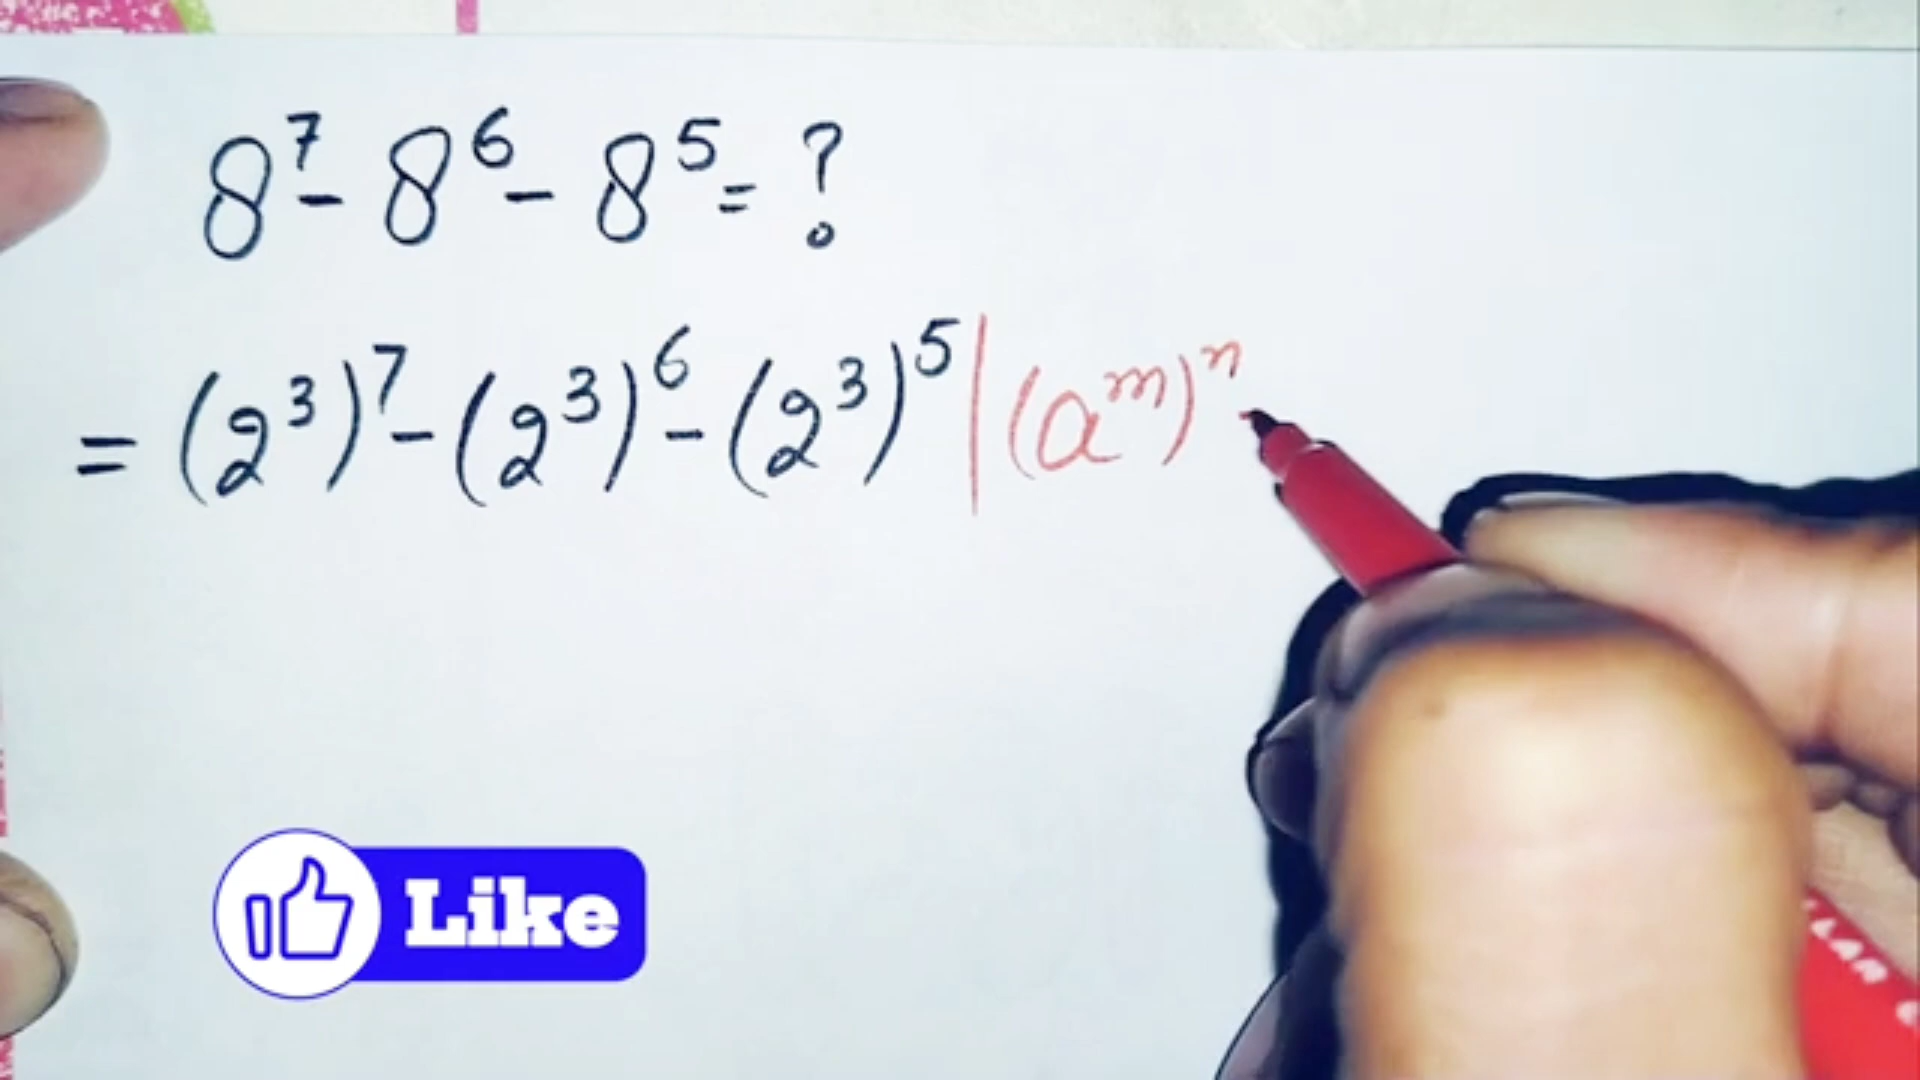 8⁷ - 8⁶ - 8⁵ = ?
= (2³)⁷ - (2³)⁶ - (2³)⁵ | (aᵐ)ⁿ
Like